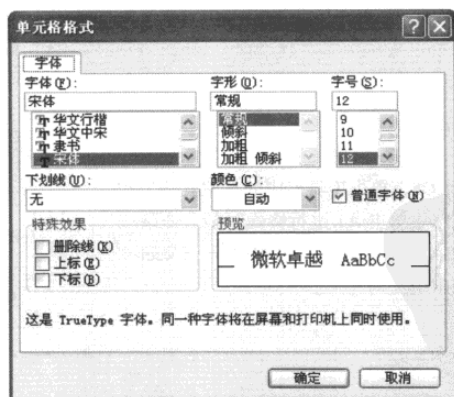 单元格格式
字体
字体(F): 字形(O): 字号(S):
宋体 常规 12
华文行楷 常规 9
华文中宋 倾斜 10
隶书 加粗 11
宋体 加粗 倾斜 12
下划线(U): 颜色(C):
无 自动 普通字体(N)
特殊效果 预览
删除线(K)
上标(E)
下标(B)
微软卓越 AaBbCc
这是 TrueType 字体。同一种字体将在屏幕和打印机上同时使用。
确定 取消